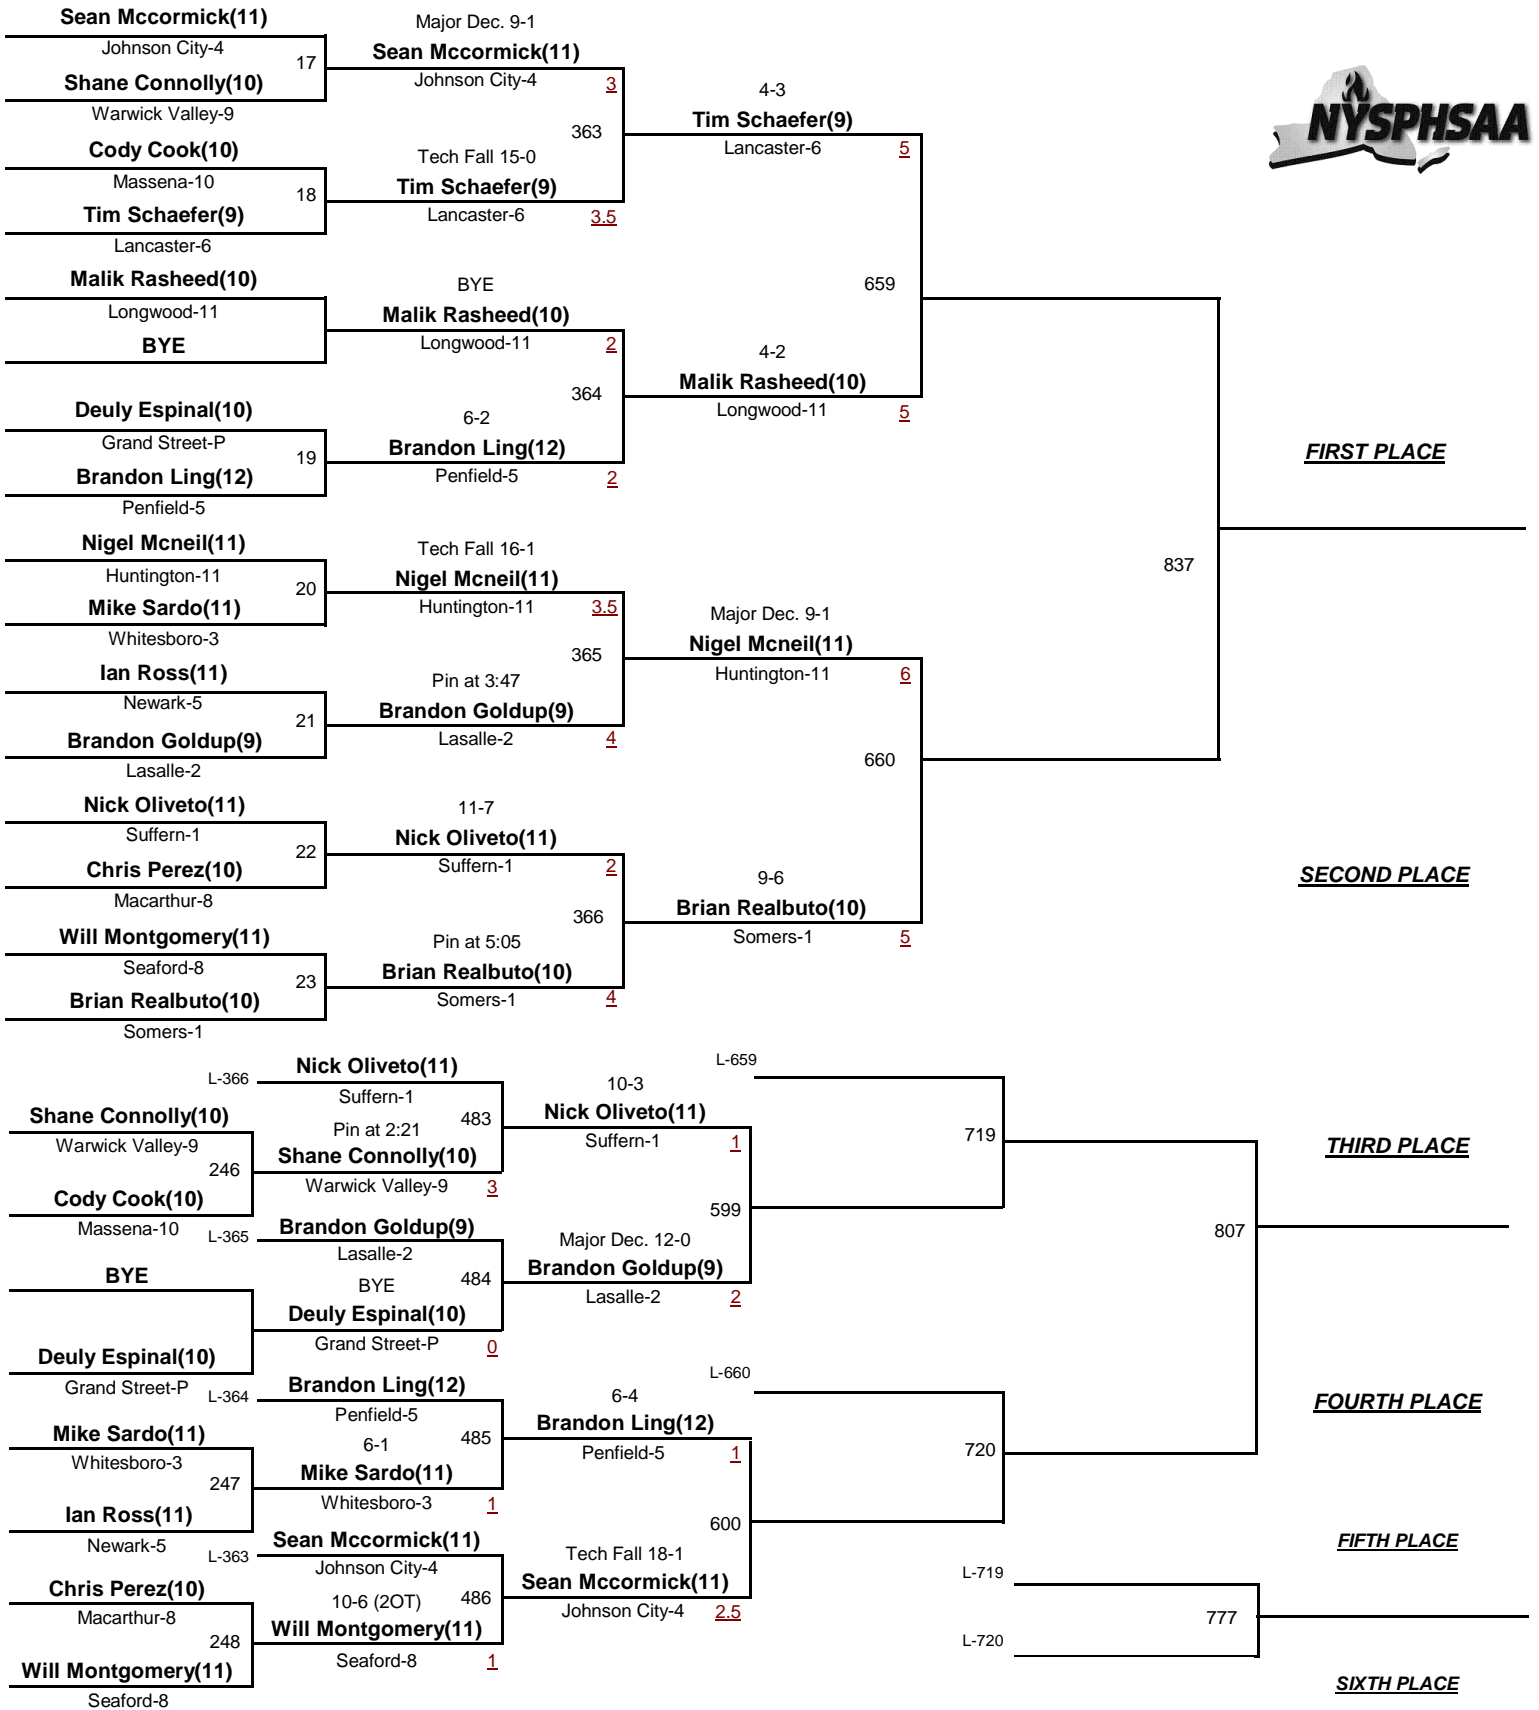 Sean Mccormick(11)
Johnson City-4
17
Shane Connolly(10)
Warwick Valley-9
Cody Cook(10)
Massena-10
18
Tim Schaefer(9)
Lancaster-6
Malik Rasheed(10)
Longwood-11
BYE
Deuly Espinal(10)
Grand Street-P
19
Brandon Ling(12)
Penfield-5
Nigel Mcneil(11)
Huntington-11
20
Mike Sardo(11)
Whitesboro-3
Ian Ross(11)
Newark-5
21
Brandon Goldup(9)
Lasalle-2
Nick Oliveto(11)
Suffern-1
22
Chris Perez(10)
Macarthur-8
Will Montgomery(11)
Seaford-8
23
Brian Realbuto(10)
Somers-1
Major Dec. 9-1
Sean Mccormick(11)
Johnson City-4 3
363
Tech Fall 15-0
Tim Schaefer(9)
Lancaster-6 3.5
BYE
Malik Rasheed(10)
Longwood-11 2
364
6-2
Brandon Ling(12)
Penfield-5 2
Tech Fall 16-1
Nigel Mcneil(11)
Huntington-11 3.5
365
Pin at 3:47
Brandon Goldup(9)
Lasalle-2 4
11-7
Nick Oliveto(11)
Suffern-1 2
366
Pin at 5:05
Brian Realbuto(10)
Somers-1 4
4-3
Tim Schaefer(9)
Lancaster-6 5
659
4-2
Malik Rasheed(10)
Longwood-11 5
Major Dec. 9-1
Nigel Mcneil(11)
Huntington-11 6
660
9-6
Brian Realbuto(10)
Somers-1 5
837
NYSPHSAA
FIRST PLACE
SECOND PLACE
Shane Connolly(10)
Warwick Valley-9
246
Cody Cook(10)
Massena-10
BYE
Deuly Espinal(10)
Grand Street-P
Mike Sardo(11)
Whitesboro-3
247
Ian Ross(11)
Newark-5
Chris Perez(10)
Macarthur-8
248
Will Montgomery(11)
Seaford-8
L-366 Nick Oliveto(11)
Suffern-1
483
Pin at 2:21
Shane Connolly(10)
Warwick Valley-9 3
L-365 Brandon Goldup(9)
Lasalle-2
484
BYE
Deuly Espinal(10)
Grand Street-P 0
L-364 Brandon Ling(12)
Penfield-5
485
6-1
Mike Sardo(11)
Whitesboro-3 1
L-363 Sean Mccormick(11)
Johnson City-4
486
10-6 (2OT)
Will Montgomery(11)
Seaford-8 1
10-3
Nick Oliveto(11)
Suffern-1 1
599
Major Dec. 12-0
Brandon Goldup(9)
Lasalle-2 2
6-4
Brandon Ling(12)
Penfield-5 1
600
Tech Fall 18-1
Sean Mccormick(11)
Johnson City-4 2.5
L-659
719
L-660
720
807
THIRD PLACE
FOURTH PLACE
FIFTH PLACE
L-719
777
L-720
SIXTH PLACE